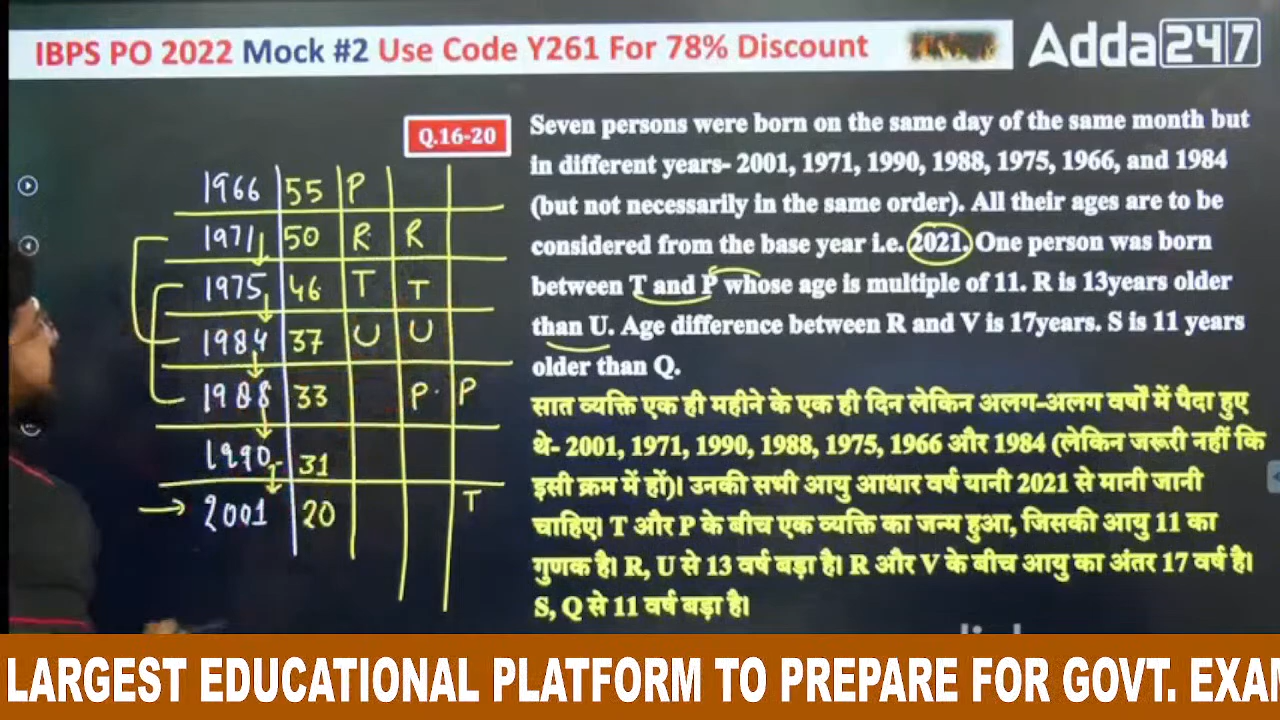 IBPS PO 2022 Mock #2 Use Code Y261 For 78% Discount
Adda247
Q.16-20
Seven persons were born on the same day of the same month but
in different years- 2001, 1971, 1990, 1988, 1975, 1966, and 1984
(but not necessarily in the same order). All their ages are to be
considered from the base year i.e. 2021. One person was born
between T and P whose age is multiple of 11. R is 13years older
than U. Age difference between R and V is 17years. S is 11 years
older than Q.
सात व्यक्ति एक ही महीने के एक ही दिन लेकिन अलग-अलग वर्षों में पैदा हुए
थे- 2001, 1971, 1990, 1988, 1975, 1966 और 1984 (लेकिन जरूरी नहीं कि
इसी क्रम में हों)। उनकी सभी आयु आधार वर्ष यानी 2021 से मानी जानी
चाहिए। T और P के बीच एक व्यक्ति का जन्म हुआ, जिसकी आयु 11 का
गुणक है। R, U से 13 वर्ष बड़ा है। R और V के बीच आयु का अंतर 17 वर्ष है।
S, Q से 11 वर्ष बड़ा है।
1966 55 P
1971 50 R R
1975 46 T T
1984 37 U U
1988 33 P P
1990 31
2001 20 T
LARGEST EDUCATIONAL PLATFORM TO PREPARE FOR GOVT. EXA